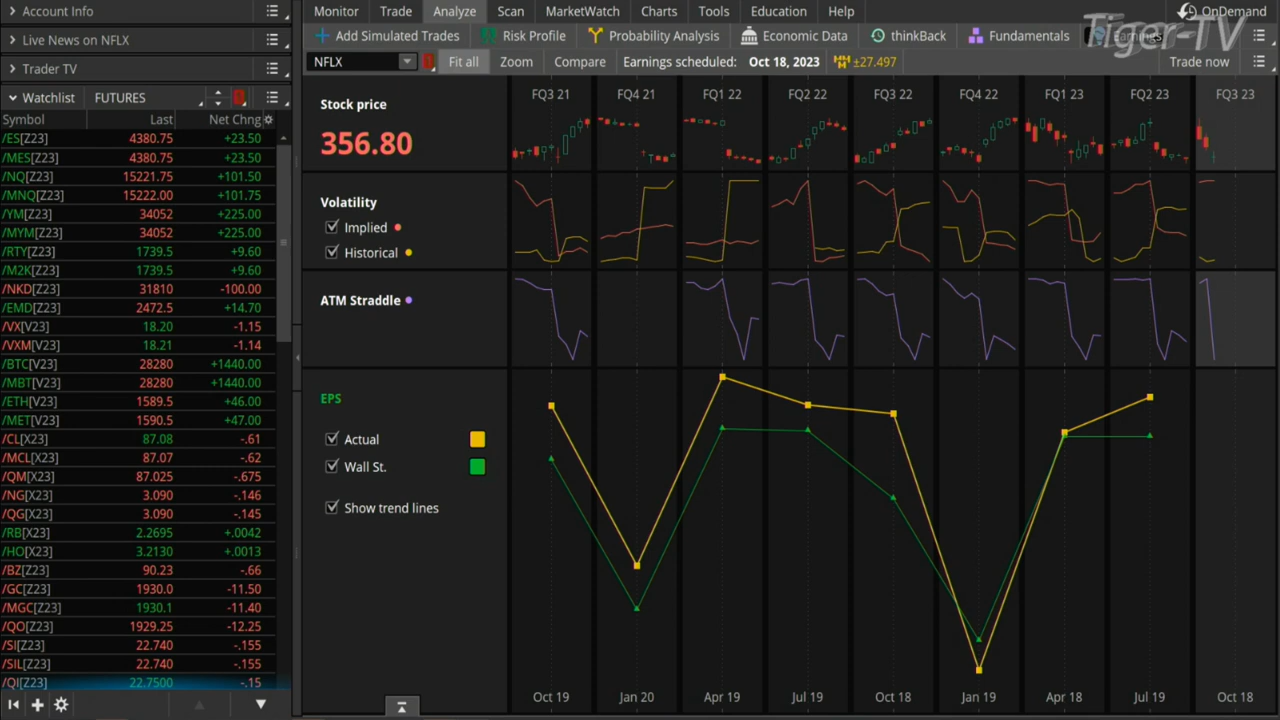 Account Info
Live News on NFLX
Trader TV
Watchlist FUTURES
Symbol Last Net Chng
/ES[Z23] 4380.75 +23.50
/MES[Z23] 4380.75 +23.50
/NQ[Z23] 15221.75 +101.50
/MNQ[Z23] 15222.00 +101.75
/YM[Z23] 34052 +225.00
/MYM[Z23] 34052 +225.00
/RTY[Z23] 1739.5 +9.60
/M2K[Z23] 1739.5 +9.60
/NKD[Z23] 31810 -100.00
/EMD[Z23] 2472.5 +14.70
/VX[V23] 18.20 -1.15
/VXM[V23] 18.21 -1.14
/BTC[V23] 28280 +1440.00
/MBT[V23] 28280 +1440.00
/ETH[V23] 1589.5 +46.00
/MET[V23] 1590.5 +47.00
/CL[X23] 87.08 -.61
/MCL[X23] 87.07 -.62
/QM[X23] 87.025 -.675
/NG[X23] 3.090 -.146
/QG[X23] 3.090 -.145
/RB[X23] 2.2695 +.0042
/HO[X23] 3.2130 +.0013
/BZ[Z23] 90.23 -.66
/GC[Z23] 1930.0 -11.50
/MGC[Z23] 1930.1 -11.40
/QO[Z23] 1929.25 -12.25
/SI[Z23] 22.740 -.155
/SIL[Z23] 22.740 -.155
/QI[Z23] 22.7500 -.15
Monitor Trade Analyze Scan MarketWatch Charts Tools Education Help OnDemand
Tiger-TV
Add Simulated Trades Risk Profile Probability Analysis Economic Data thinkBack Fundamentals Earnings
NFLX Fit all Zoom Compare Earnings scheduled: Oct 18, 2023 ±27.497 Trade now
FQ3 21 FQ4 21 FQ1 22 FQ2 22 FQ3 22 FQ4 22 FQ1 23 FQ2 23 FQ3 23
Stock price
356.80
Volatility
Implied
Historical
ATM Straddle
EPS
Actual
Wall St.
Show trend lines
Oct 19 Jan 20 Apr 19 Jul 19 Oct 18 Jan 19 Apr 18 Jul 19 Oct 18